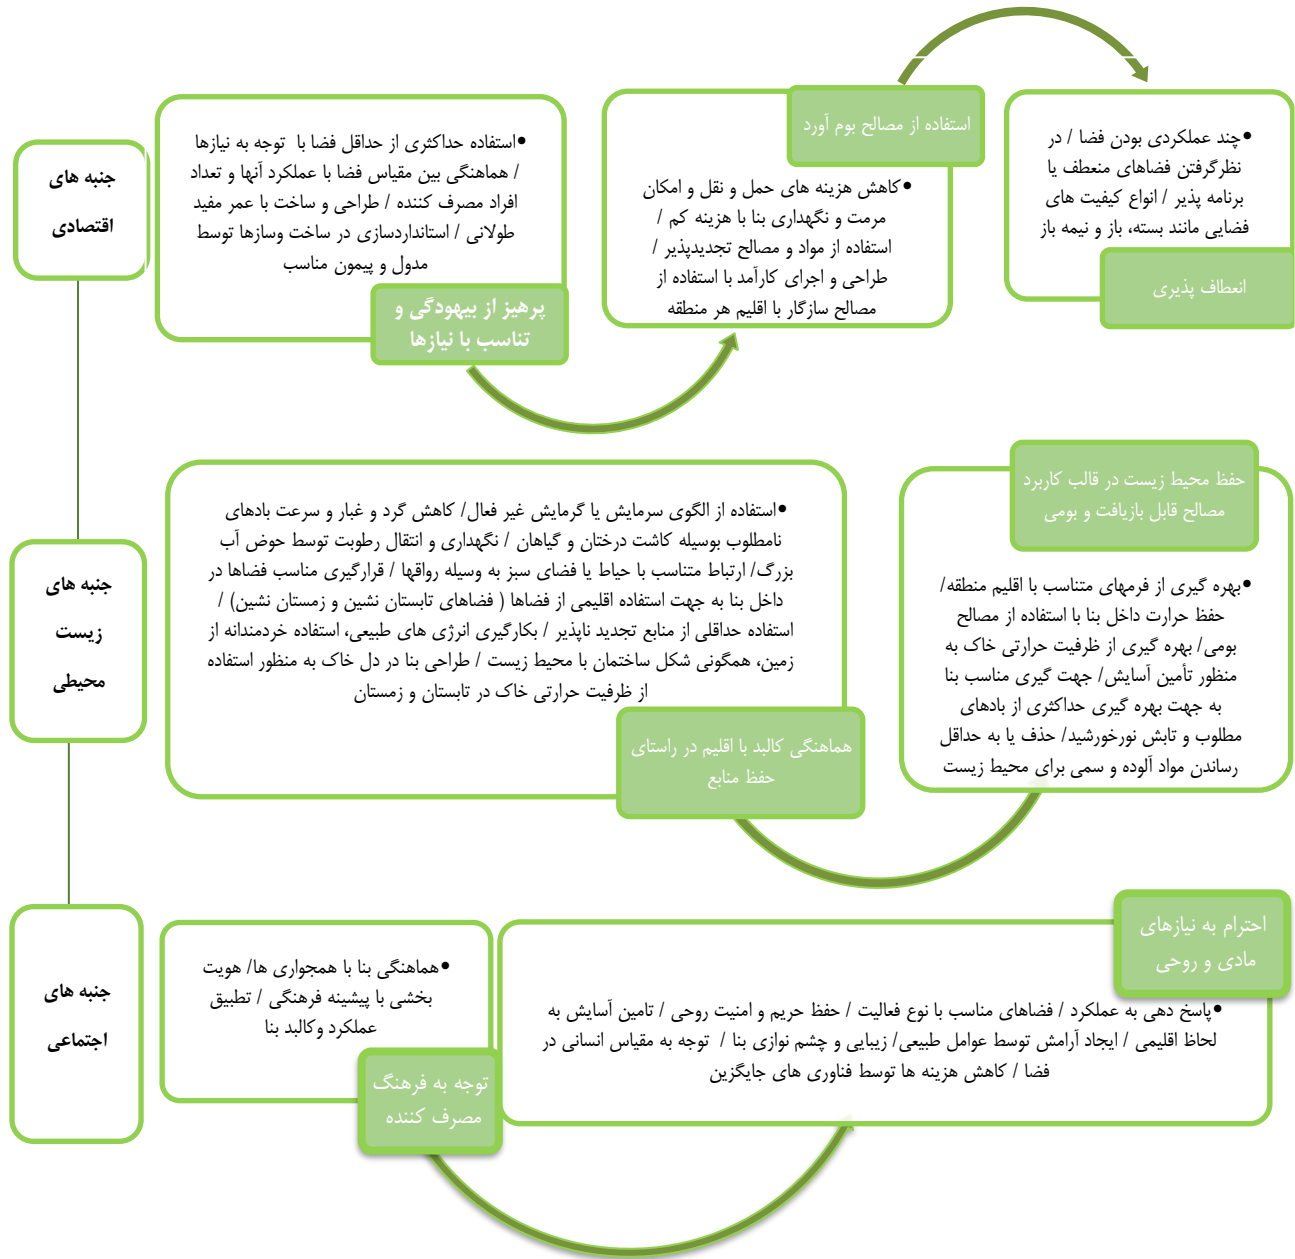 جنبه های
اقتصادی
•استفاده حداکثری از حداقل فضا با توجه به نیازها
/ هماهنگی بین مقیاس فضا با عملکرد آنها و تعداد
افراد مصرف کننده / طراحی و ساخت با عمر مفید
طولانی / استانداردسازی در ساخت وسازها توسط
مدول و پیمون مناسب
پرهیز از بیهودگی و
تناسب با نیازها
استفاده از مصالح بوم آورد
•کاهش هزینه های حمل و نقل و امکان
مرمت و نگهداری بنا با هزینه کم /
استفاده از مواد و مصالح تجدیدپذیر /
طراحی و اجرای کارآمد با استفاده از
مصالح سازگار با اقلیم هر منطقه
•چند عملکردی بودن فضا / در
نظرگرفتن فضاهای منعطف یا
برنامه پذیر / انواع کیفیت های
فضایی مانند بسته، باز و نیمه باز
انعطاف پذیری
جنبه های
زیست
محیطی
•استفاده از الگوی سرمایش یا گرمایش غیر فعال/ کاهش گرد و غبار و سرعت بادهای
نامطلوب بوسیله کاشت درختان و گیاهان / نگهداری و انتقال رطوبت توسط حوض آب
بزرگ/ ارتباط متناسب با حیاط یا فضای سبز به وسیله رواقها / قرارگیری مناسب فضاها در
داخل بنا به جهت استفاده اقلیمی از فضاها ( فضاهای تابستان نشین و زمستان نشین) /
استفاده حداقلی از منابع تجدید ناپذیر / بکارگیری انرژی های طبیعی، استفاده خردمندانه از
زمین، همگونی شکل ساختمان با محیط زیست / طراحی بنا در دل خاک به منظور استفاده
از ظرفیت حرارتی خاک در تابستان و زمستان
هماهنگی کالبد با اقلیم در راستای
حفظ منابع
حفظ محیط زیست در قالب کاربرد
مصالح قابل بازیافت و بومی
•بهره گیری از فرمهای متناسب با اقلیم منطقه/
حفظ حرارت داخل بنا با استفاده از مصالح
بومی/ بهره گیری از ظرفیت حرارتی خاک به
منظور تأمین آسایش/ جهت گیری مناسب بنا
به جهت بهره گیری حداکثری از بادهای
مطلوب و تابش نورخورشید/ حذف یا به حداقل
رساندن مواد آلوده و سمی برای محیط زیست
جنبه های
اجتماعی
•هماهنگی بنا با همجواری ها/ هویت
بخشی با پیشینه فرهنگی / تطبیق
عملکرد وکالبد بنا
توجه به فرهنگ
مصرف کننده
احترام به نیازهای
مادی و روحی
•پاسخ دهی به عملکرد / فضاهای مناسب با نوع فعالیت / حفظ حریم و امنیت روحی / تامین آسایش به
لحاظ اقلیمی / ایجاد آرامش توسط عوامل طبیعی/ زیبایی و چشم نوازی بنا / توجه به مقیاس انسانی در
فضا / کاهش هزینه ها توسط فناوری های جایگزین